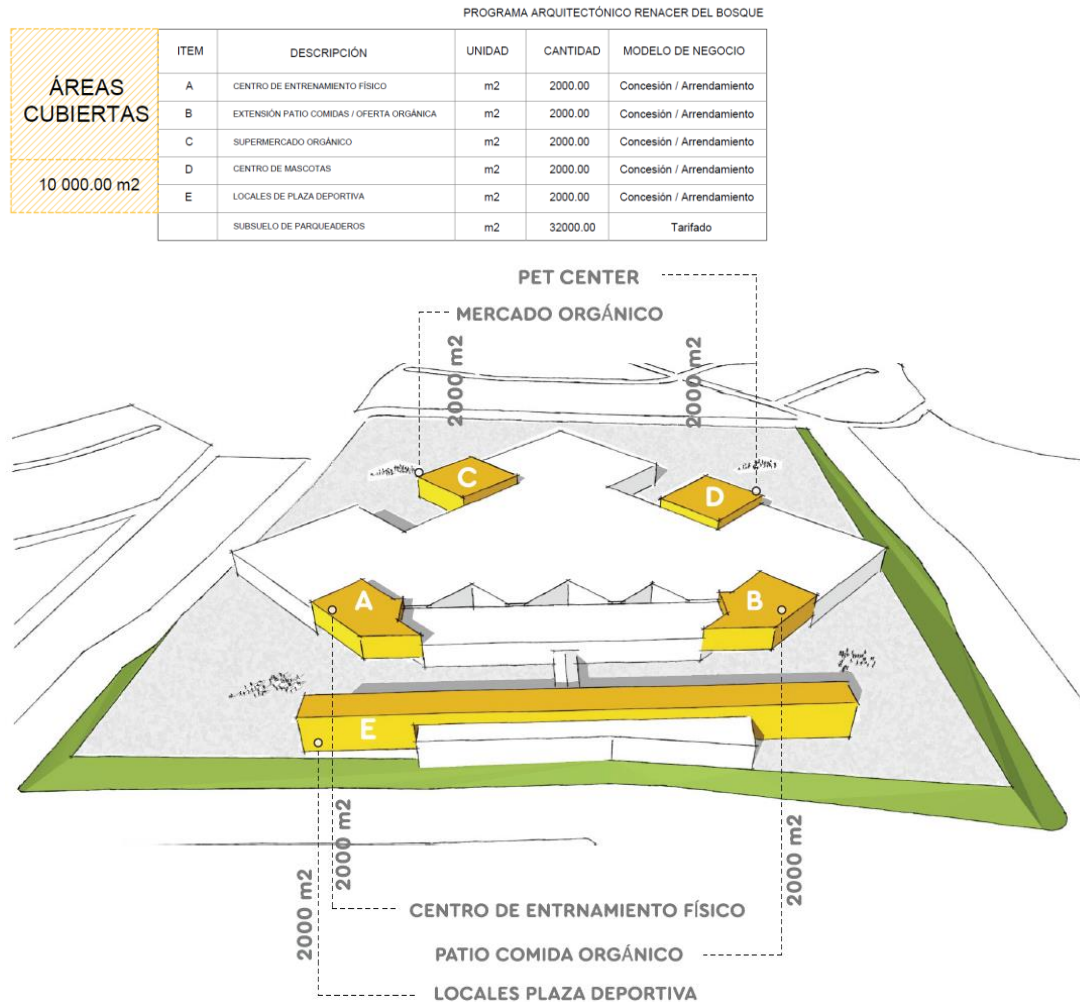 PROGRAMA ARQUITECTÓNICO RENACER DEL BOSQUE
ÁREAS CUBIERTAS
10 000.00 m2
ITEM DESCRIPCIÓN UNIDAD CANTIDAD MODELO DE NEGOCIO
A CENTRO DE ENTRENAMIENTO FÍSICO m2 2000.00 Concesión / Arrendamiento
B EXTENSIÓN PATIO COMIDAS / OFERTA ORGÁNICA m2 2000.00 Concesión / Arrendamiento
C SUPERMERCADO ORGÁNICO m2 2000.00 Concesión / Arrendamiento
D CENTRO DE MASCOTAS m2 2000.00 Concesión / Arrendamiento
E LOCALES DE PLAZA DEPORTIVA m2 2000.00 Concesión / Arrendamiento
SUBSUELO DE PARQUEADEROS m2 32000.00 Tarifado
PET CENTER
MERCADO ORGÁNICO
2000 m2
2000 m2
C
D
A
B
E
2000 m2
2000 m2
2000 m2
CENTRO DE ENTRNAMIENTO FÍSICO
PATIO COMIDA ORGÁNICO
LOCALES PLAZA DEPORTIVA